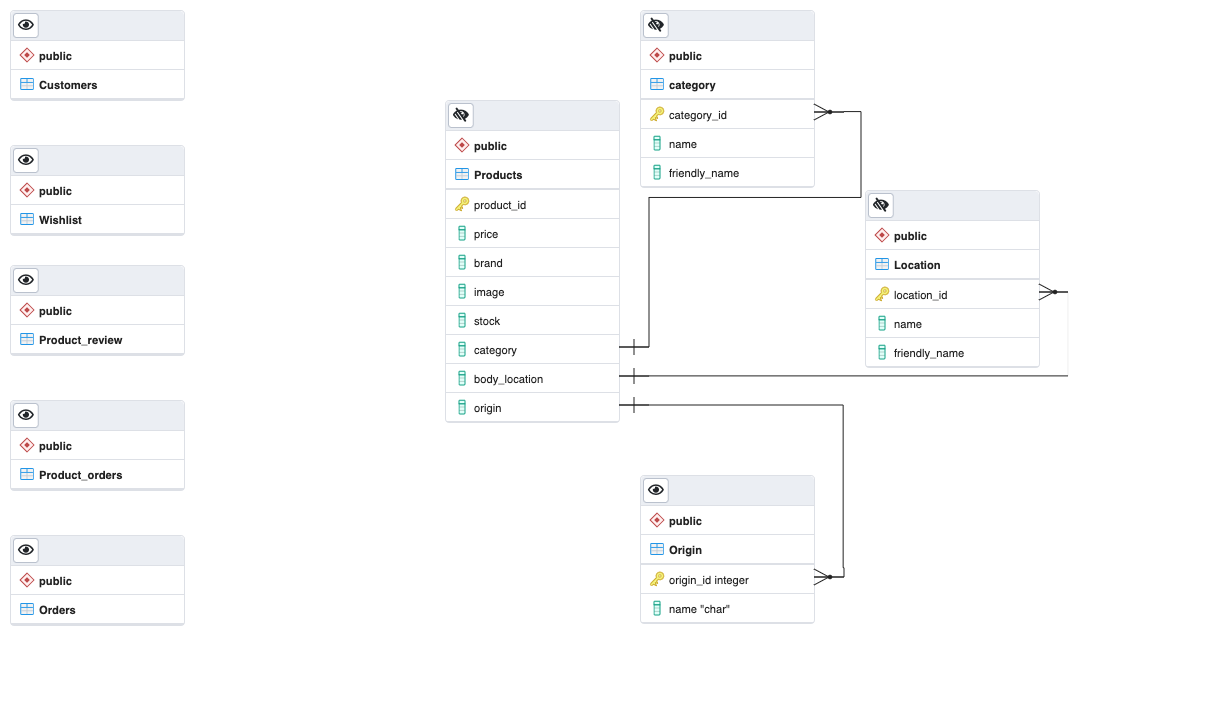 public
Customers
public
Wishlist
public
Product_review
public
Product_orders
public
Orders
public
Products
product_id
price
brand
image
stock
category
body_location
origin
public
category
category_id
name
friendly_name
public
Location
location_id
name
friendly_name
public
Origin
origin_id integer
name "char"